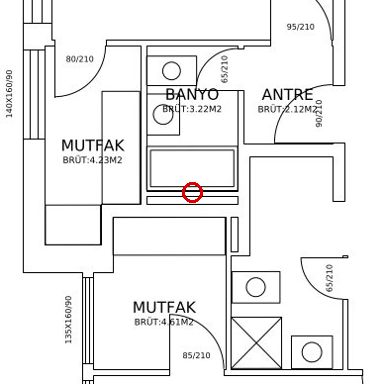 95/210
80/210
65/210
140X160/90
BANYO
BRÜT:3.22M2
ANTRE
BRÜT:2.12M2
90/210
MUTFAK
BRÜT:4.23M2
65/210
MUTFAK
BRÜT:4.61M2
135X160/90
85/210